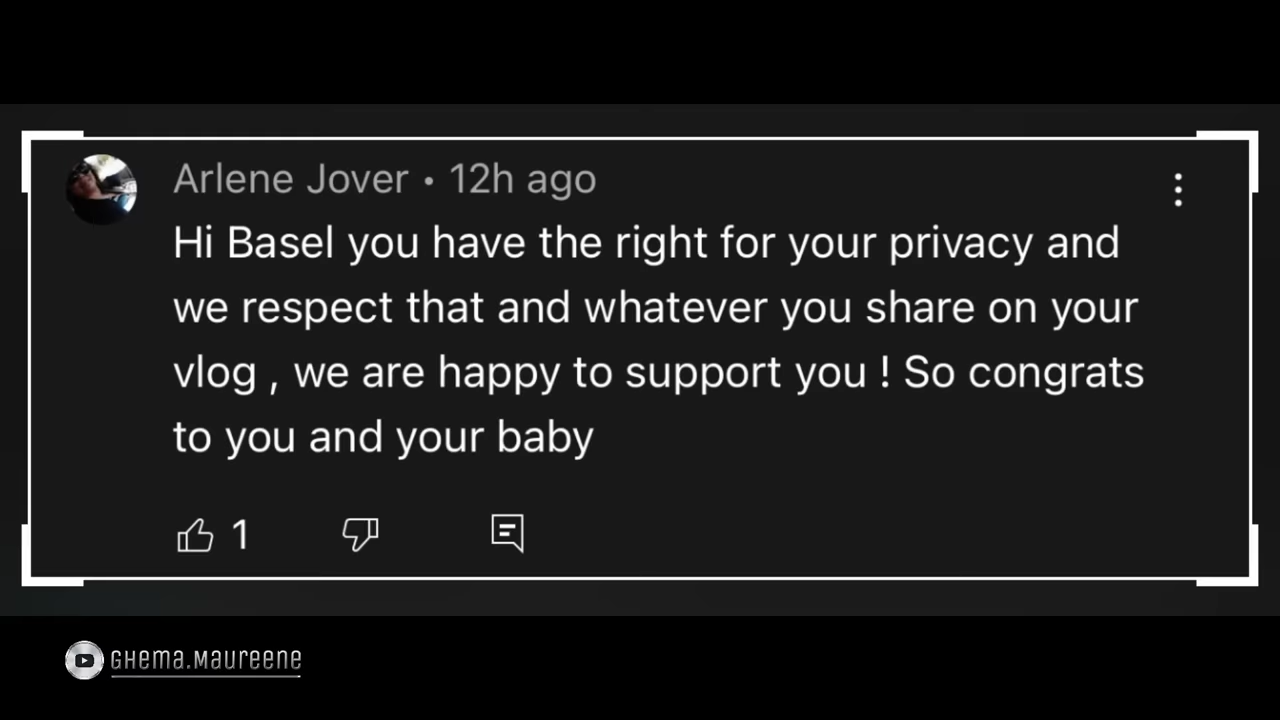 Arlene Jover • 12h ago
Hi Basel you have the right for your privacy and
we respect that and whatever you share on your
vlog , we are happy to support you ! So congrats
to you and your baby
1
GHEMA.MAUREENE